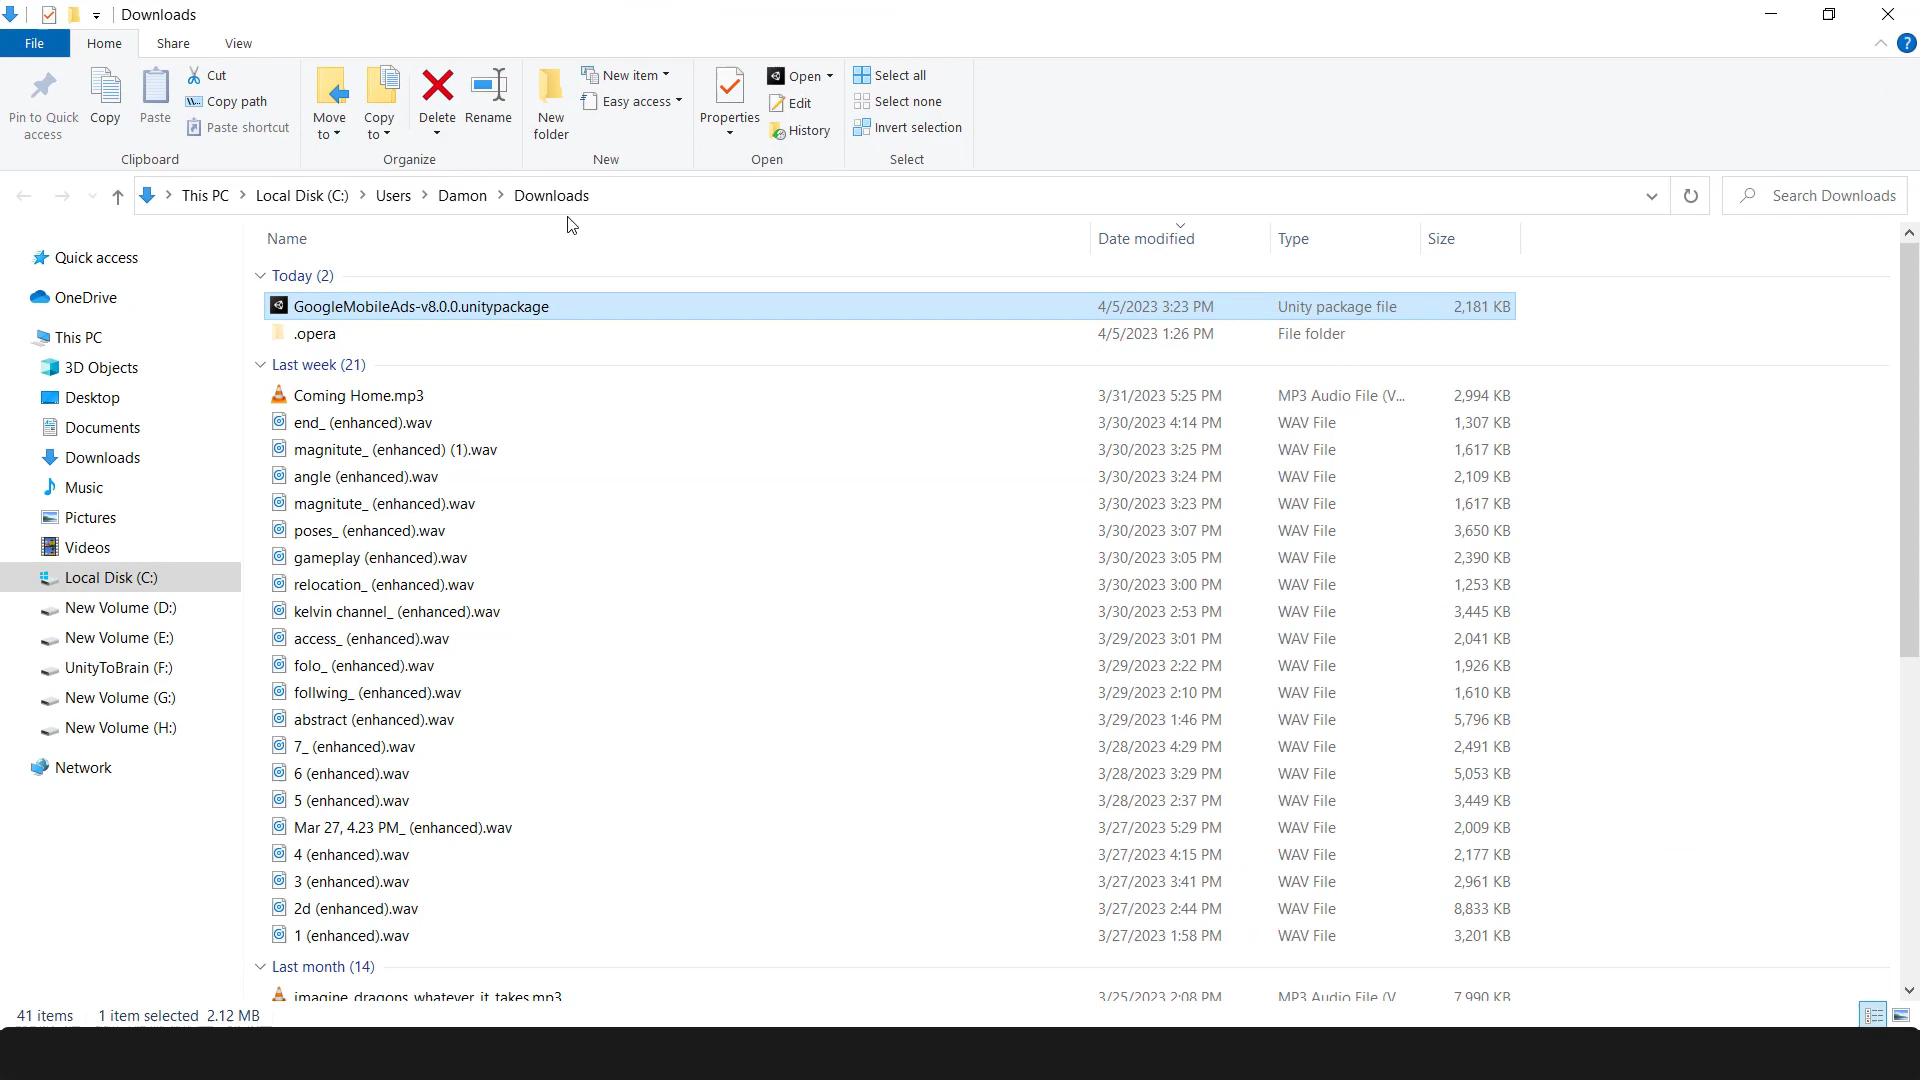 Downloads
File Home Share View
Pin to Quick access
Copy
Paste
Cut
Copy path
Paste shortcut
Clipboard
Move to
Copy to
Delete
Rename
Organize
New folder
New item
Easy access
New
Properties
Open
Edit
History
Open
Select all
Select none
Invert selection
Select
This PC Local Disk (C:) Users Damon Downloads
Search Downloads
Quick access
OneDrive
This PC
3D Objects
Desktop
Documents
Downloads
Music
Pictures
Videos
Local Disk (C:)
New Volume (D:)
New Volume (E:)
UnityToBrain (F:)
New Volume (G:)
New Volume (H:)
Network
Name Date modified Type Size
Today (2)
GoogleMobileAds-v8.0.0.unitypackage 4/5/2023 3:23 PM Unity package file 2,181 KB
.opera 4/5/2023 1:26 PM File folder
Last week (21)
Coming Home.mp3 3/31/2023 5:25 PM MP3 Audio File (V... 2,994 KB
end_ (enhanced).wav 3/30/2023 4:14 PM WAV File 1,307 KB
magnitute_ (enhanced) (1).wav 3/30/2023 3:25 PM WAV File 1,617 KB
angle (enhanced).wav 3/30/2023 3:24 PM WAV File 2,109 KB
magnitute_ (enhanced).wav 3/30/2023 3:23 PM WAV File 1,617 KB
poses_ (enhanced).wav 3/30/2023 3:07 PM WAV File 3,650 KB
gameplay (enhanced).wav 3/30/2023 3:05 PM WAV File 2,390 KB
relocation_ (enhanced).wav 3/30/2023 3:00 PM WAV File 1,253 KB
kelvin channel_ (enhanced).wav 3/30/2023 2:53 PM WAV File 3,445 KB
access_ (enhanced).wav 3/29/2023 3:01 PM WAV File 2,041 KB
folo_ (enhanced).wav 3/29/2023 2:22 PM WAV File 1,926 KB
follwing_ (enhanced).wav 3/29/2023 2:10 PM WAV File 1,610 KB
abstract (enhanced).wav 3/29/2023 1:46 PM WAV File 5,796 KB
7_ (enhanced).wav 3/28/2023 4:29 PM WAV File 2,491 KB
6 (enhanced).wav 3/28/2023 3:29 PM WAV File 5,053 KB
5 (enhanced).wav 3/28/2023 2:37 PM WAV File 3,449 KB
Mar 27, 4.23 PM_ (enhanced).wav 3/27/2023 5:29 PM WAV File 2,009 KB
4 (enhanced).wav 3/27/2023 4:15 PM WAV File 2,177 KB
3 (enhanced).wav 3/27/2023 3:41 PM WAV File 2,961 KB
2d (enhanced).wav 3/27/2023 2:44 PM WAV File 8,833 KB
1 (enhanced).wav 3/27/2023 1:58 PM WAV File 3,201 KB
Last month (14)
imagine_dragons_whatever_it_takes.mp3 3/25/2023 2:08 PM MP3 Audio File (V 7,990 KB
41 items 1 item selected 2.12 MB